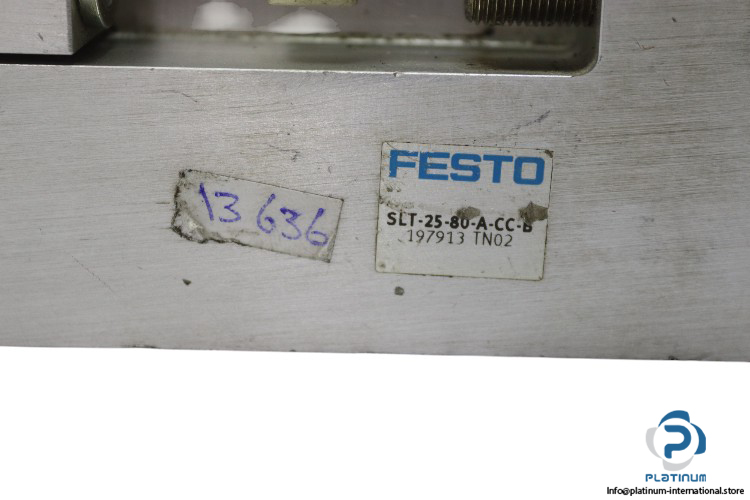 13 636
FESTO
SLT-25-80-A-CC-B
197913 TN02
PLATINUM
Info@platinum-international.store